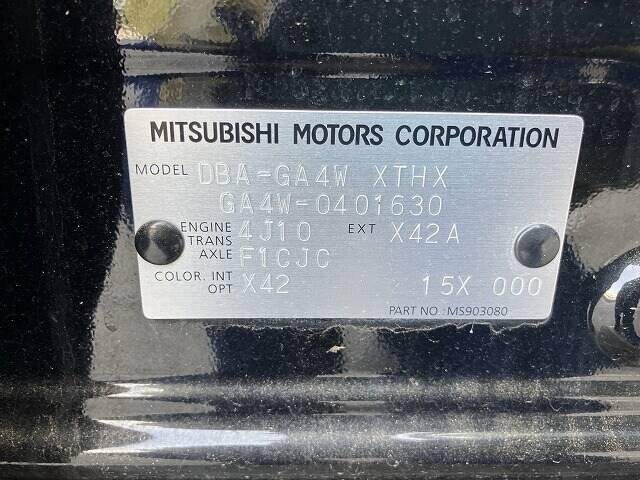 MITSUBISHI MOTORS CORPORATION
MODEL DBA-GA4W XTHX
GA4W-0401630
ENGINE 4J10 EXT X42A
TRANS
AXLE F1CJC
COLOR. INT X42 15X 000
OPT
PART NO : MS903080